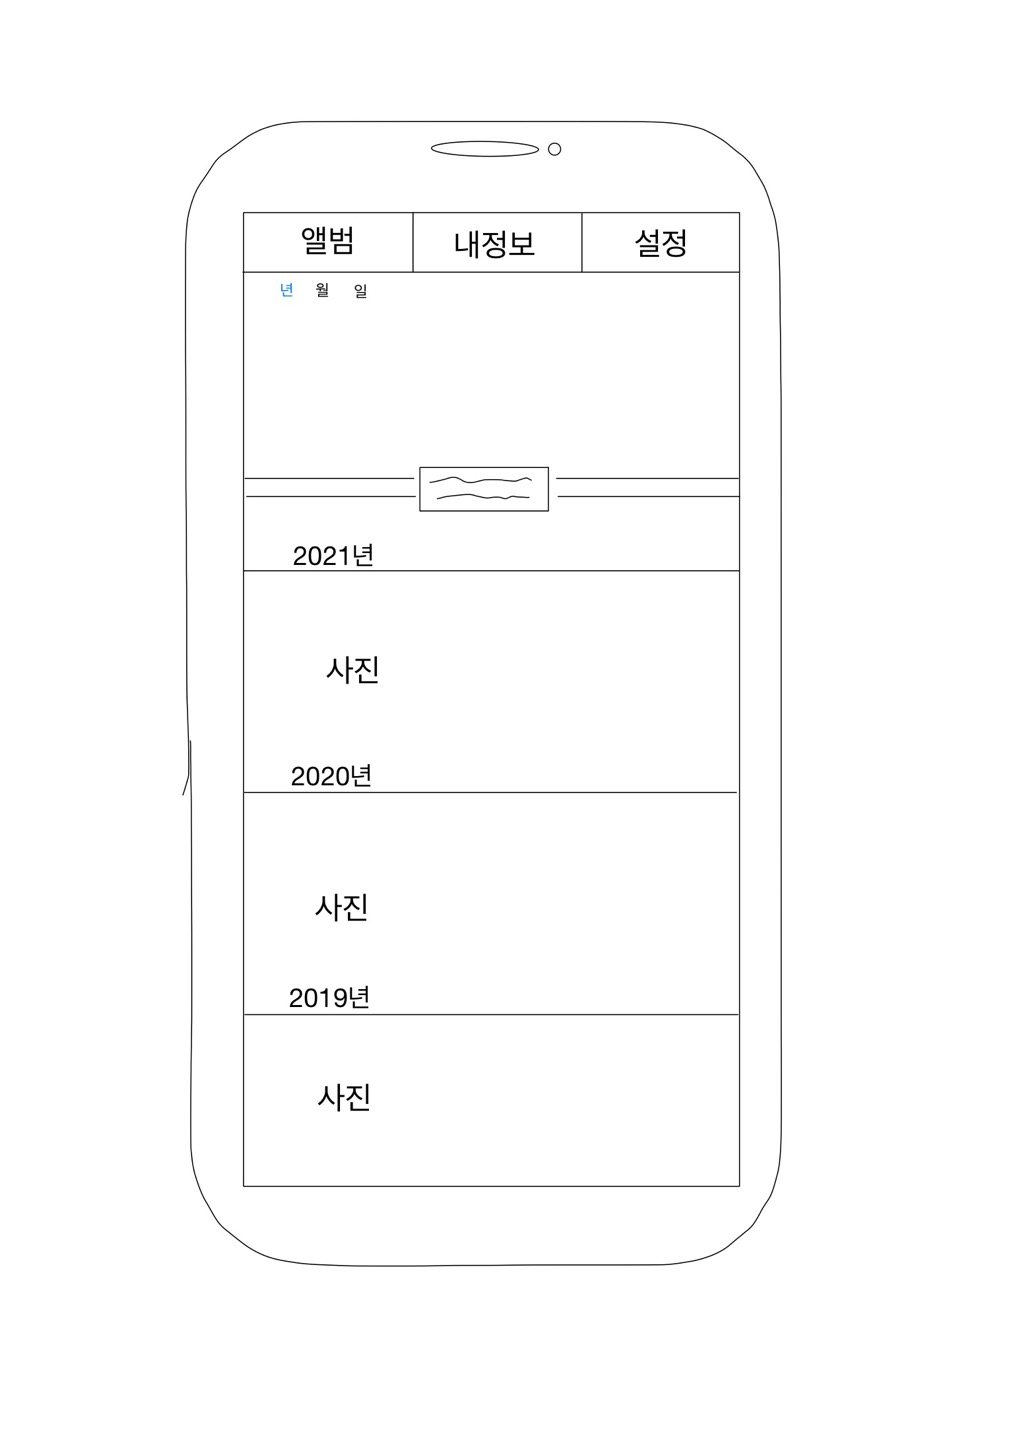 앨범 내정보 설정
년 월 일
2021년
사진
2020년
사진
2019년
사진